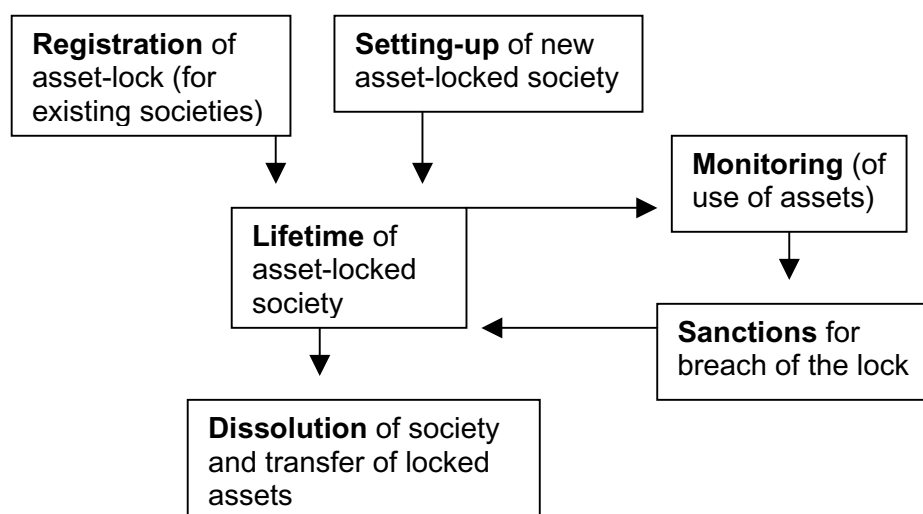 Registration of
asset-lock (for
existing societies)
Setting-up of new
asset-locked society
Monitoring (of
use of assets)
Lifetime of
asset-locked
society
Sanctions for
breach of the lock
Dissolution of society
and transfer of locked
assets